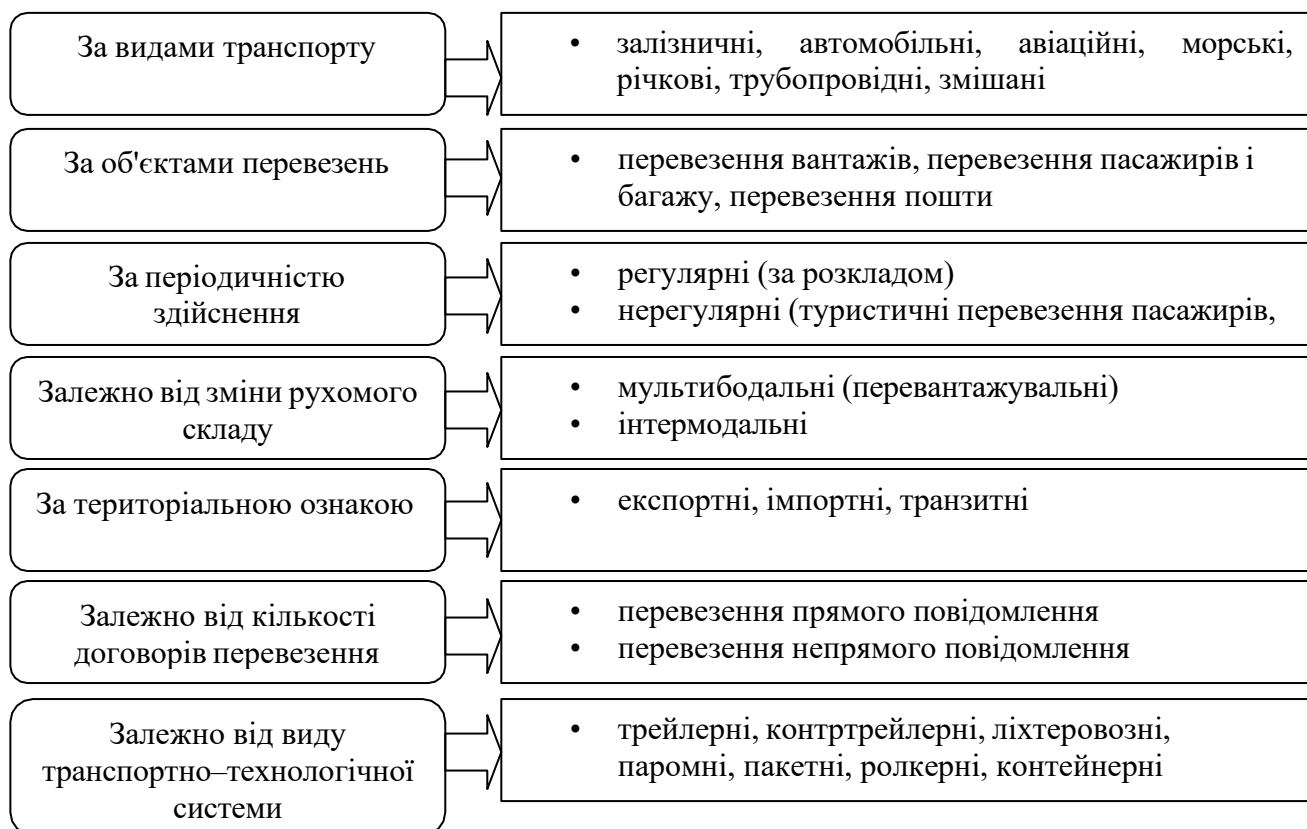 За видами транспорту
• залізничні, автомобільні, авіаційні, морські,
річкові, трубопровідні, змішані
За об'єктами перевезень
• перевезення вантажів, перевезення пасажирів і
багажу, перевезення пошти
За періодичністю
здійснення
• регулярні (за розкладом)
• нерегулярні (туристичні перевезення пасажирів,
Залежно від зміни рухомого
складу
• мультибодальні (перевантажувальні)
• інтермодальні
За територіальною ознакою
• експортні, імпортні, транзитні
Залежно від кількості
договорів перевезення
• перевезення прямого повідомлення
• перевезення непрямого повідомлення
Залежно від виду
транспортно–технологічної
системи
• трейлерні, контртрейлерні, ліхтеровозні,
паромні, пакетні, ролкерні, контейнерні